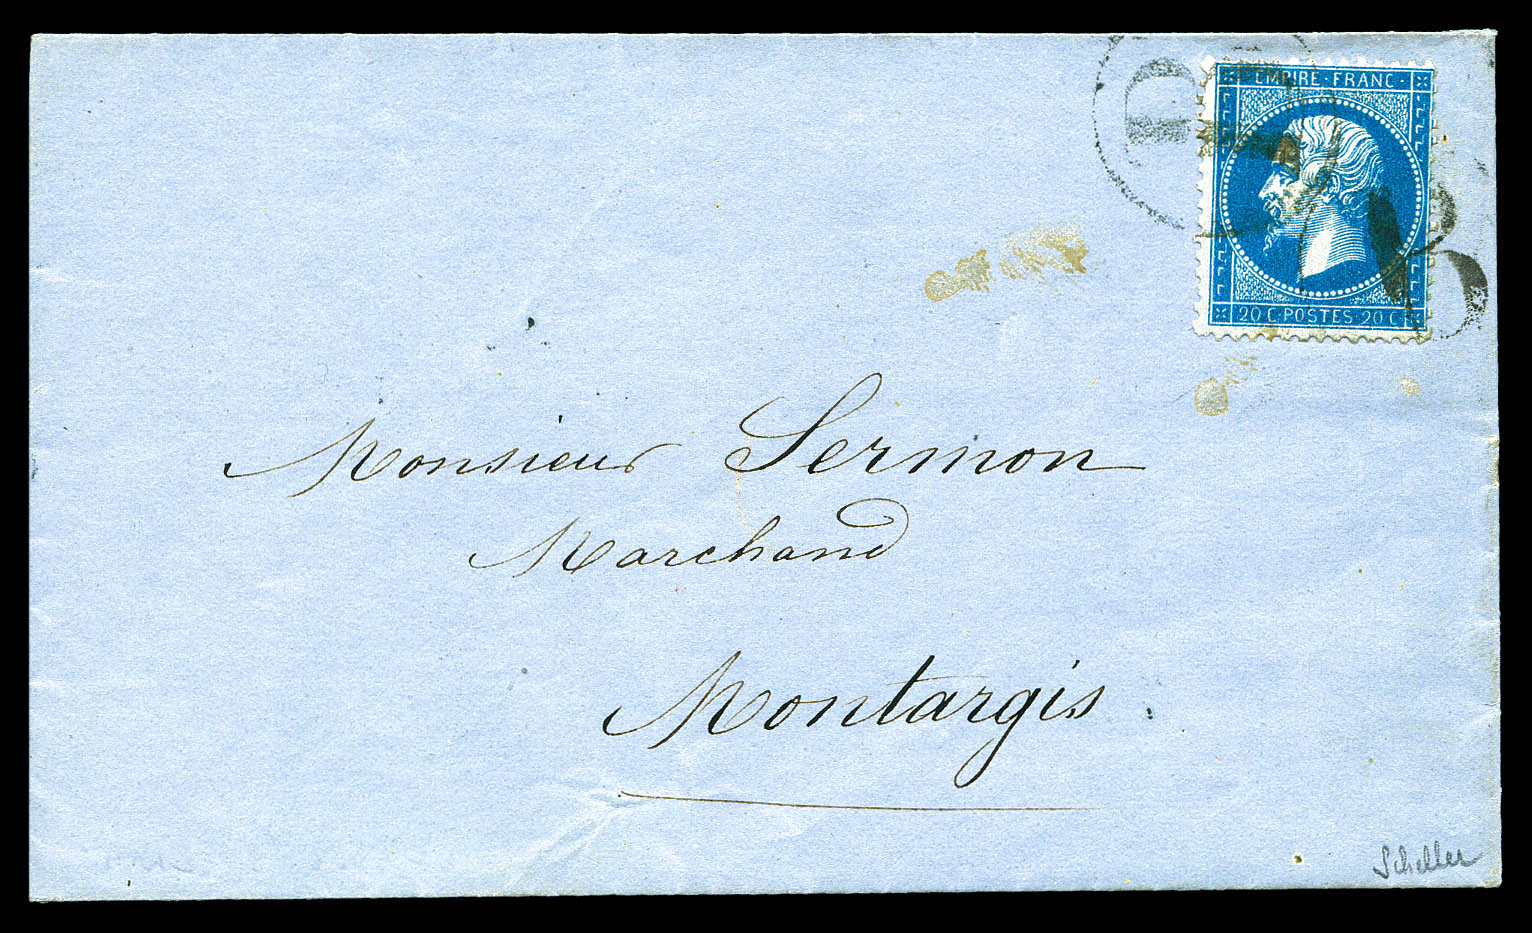 EMPIRE · FRANC ·
20 C · POSTES · 20 C
Monsieur Sermon
Marchand
Montargis
Scheller